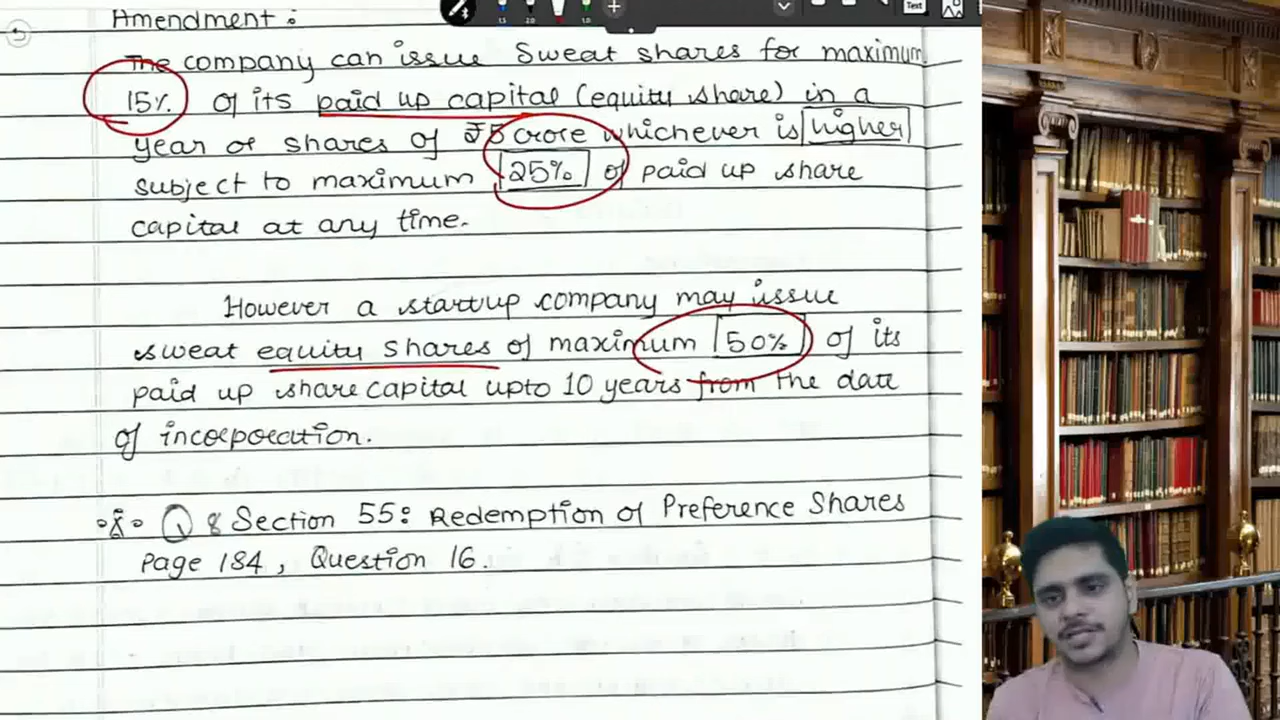 Amendment :
The company can issue Sweat shares for maximum
15% of its paid up capital (equity share) in a
year or shares of ₹5 crore whichever is higher
subject to maximum 25% of paid up share
capital at any time.
However a startup company may issue
sweat equity shares of maximum 50% of its
paid up share capital upto 10 years from the date
of incorporation.
Q 8 Section 55: Redemption of Preference Shares
Page 184, Question 16.
Text